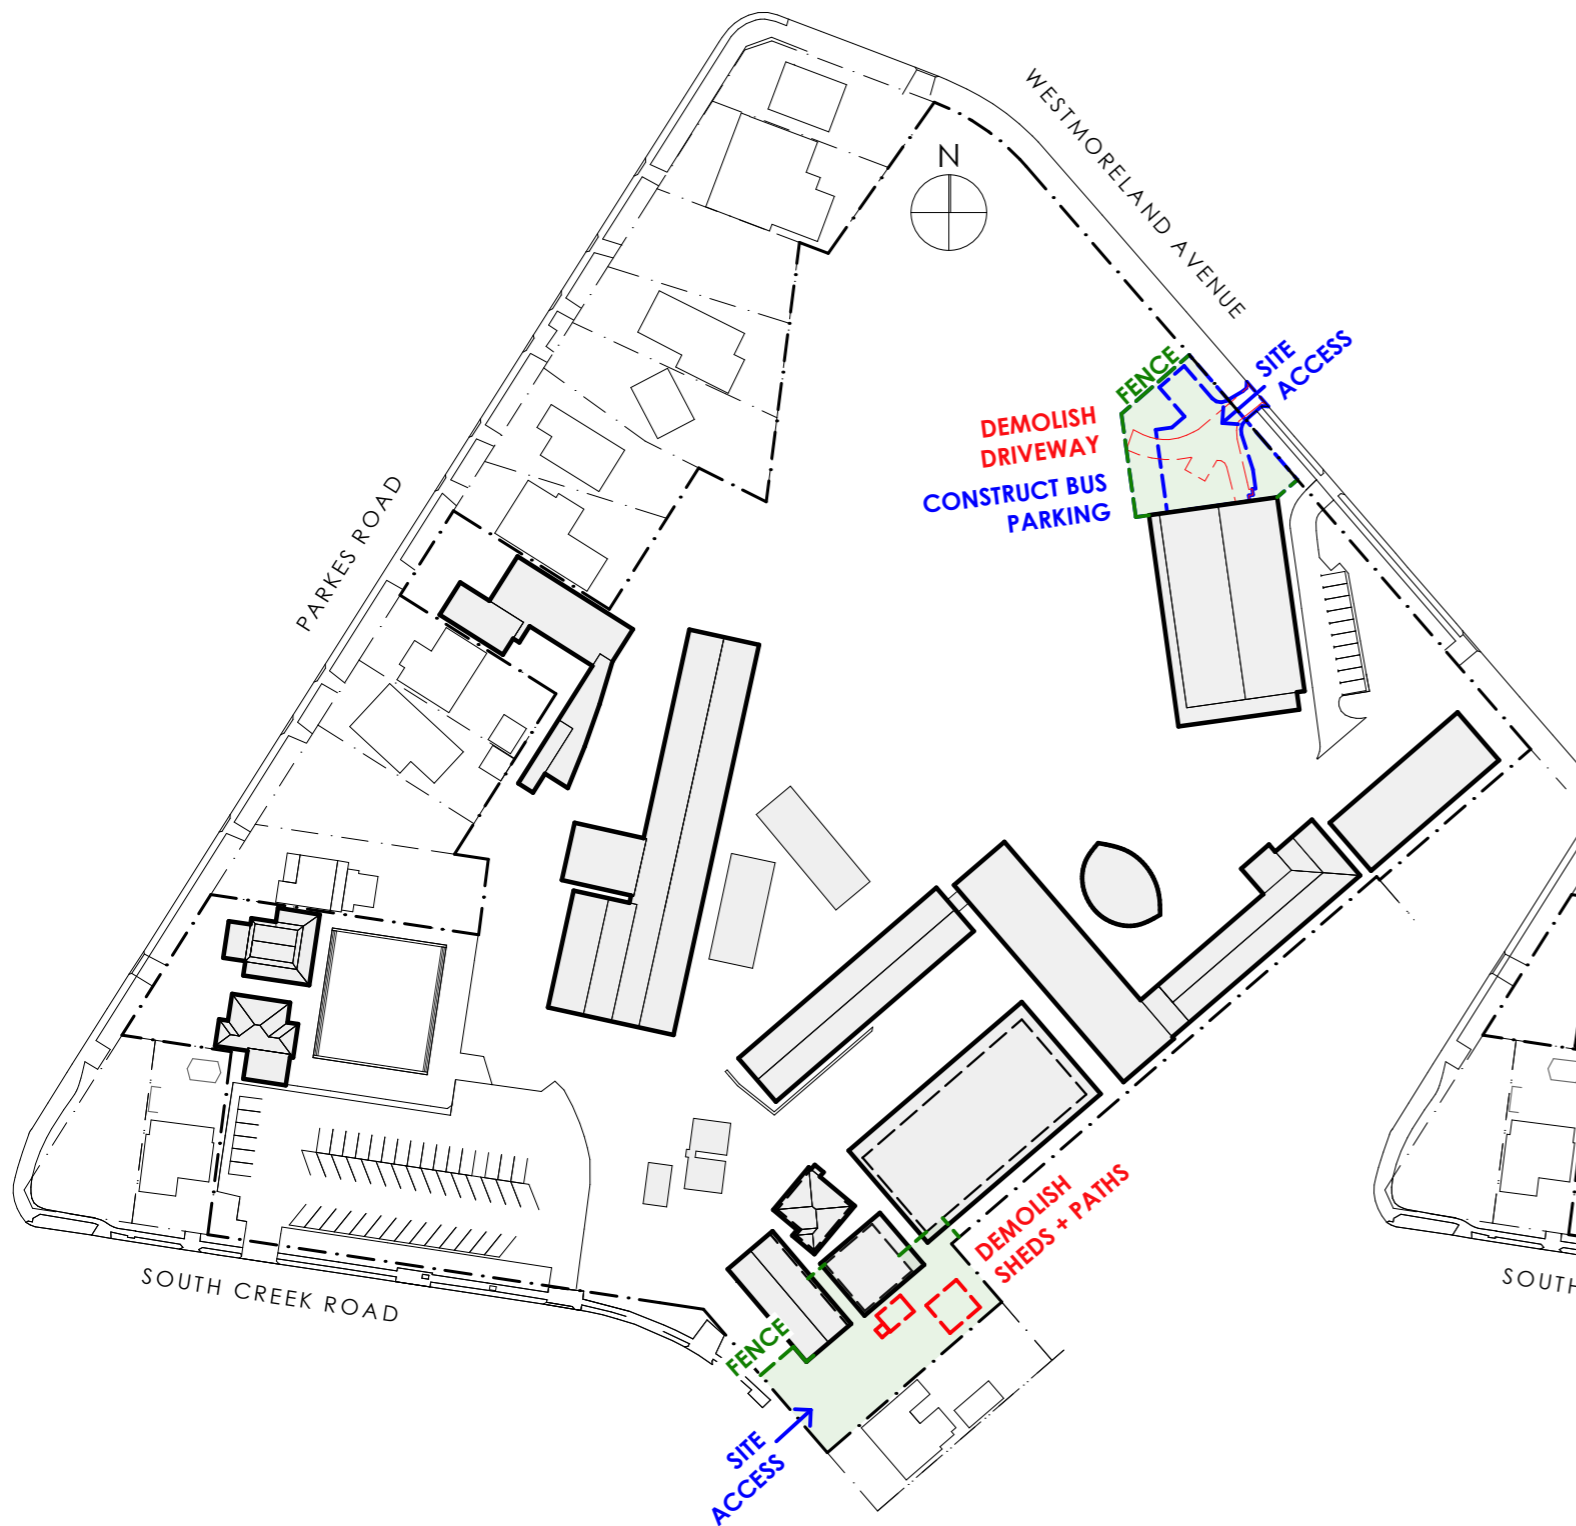 WESTMORELAND AVENUE
N
SITE
ACCESS
FENCE
DEMOLISH
DRIVEWAY
CONSTRUCT BUS
PARKING
PARKES ROAD
DEMOLISH
SHEDS + PATHS
SOUTH CREEK ROAD
SOUTH
FENCE
SITE
ACCESS